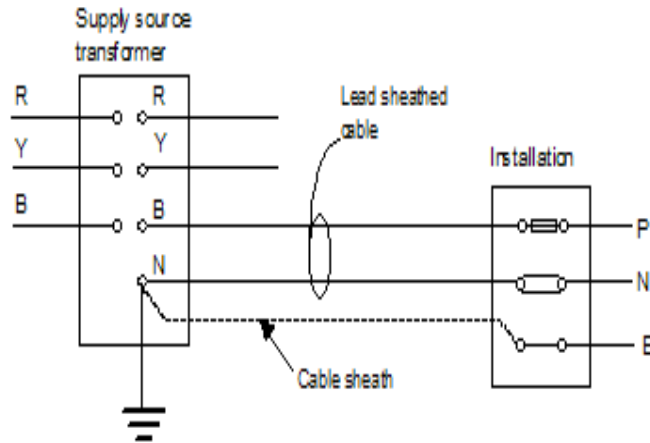 Supply source
transformer
R R
Lead sheathed
cable
Y Y
Installation
B B
P
N
N
E
Cable sheath